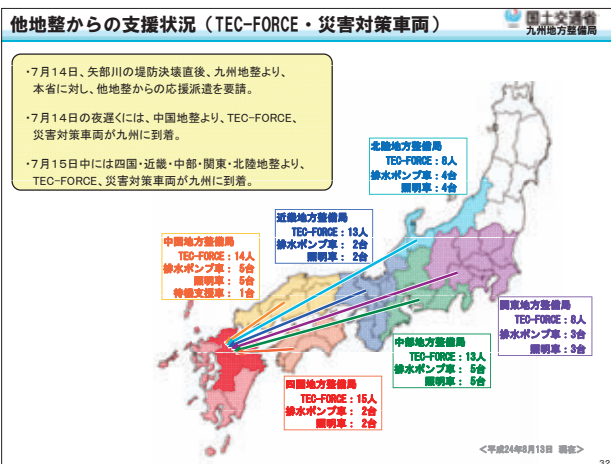 他地整からの支援状況（TEC-FORCE・災害対策車両）
国土交通省
九州地方整備局
・7月14日、矢部川の堤防決壊直後、九州地整より、
本省に対し、他地整からの応援派遣を要請。
・7月14日の夜遅くには、中国地整より、TEC-FORCE、
災害対策車両が九州に到着。
・7月15日中には四国・近畿・中部・関東・北陸地整より、
TEC-FORCE、災害対策車両が九州に到着。
北陸地方整備局
TEC-FORCE：8人
排水ポンプ車：4台
照明車：4台
近畿地方整備局
TEC-FORCE：13人
排水ポンプ車： 2台
照明車： 2台
中国地方整備局
TEC-FORCE：14人
排水ポンプ車： 5台
照明車： 5台
待機支援車： 1台
関東地方整備局
TEC-FORCE：8人
排水ポンプ車：3台
照明車：3台
中部地方整備局
TEC-FORCE：13人
排水ポンプ車： 5台
照明車： 5台
四国地方整備局
TEC-FORCE：15人
排水ポンプ車： 2台
照明車： 2台
＜平成24年8月13日 現在＞
32